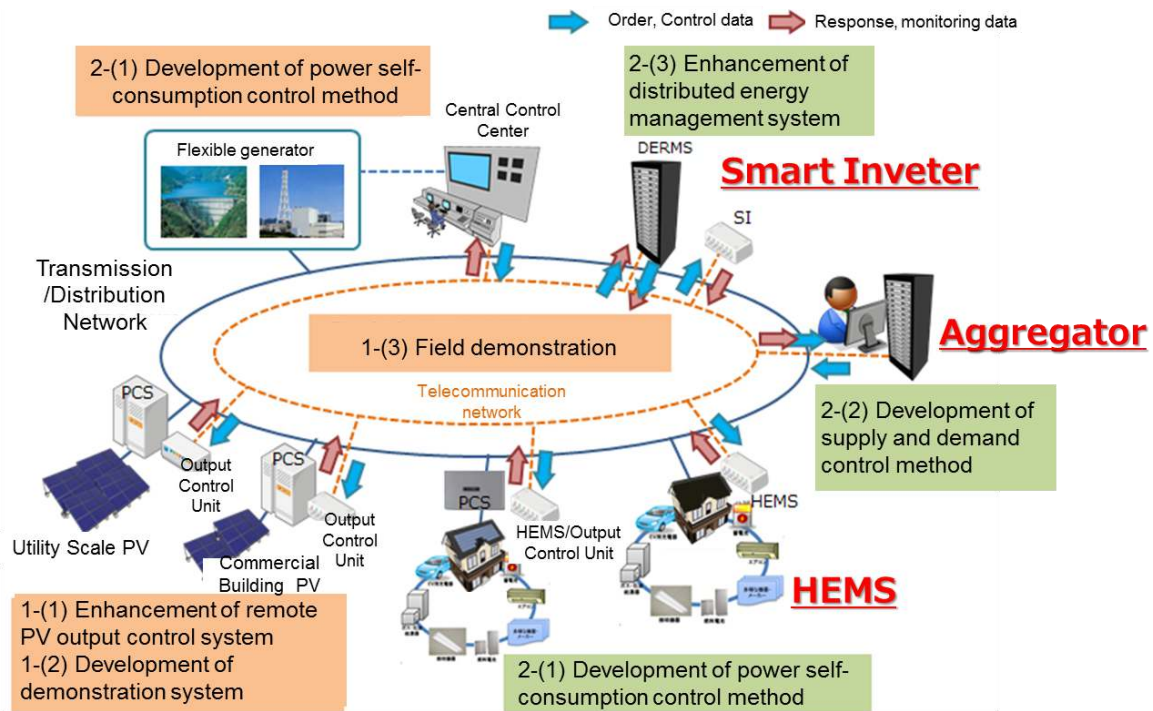 Order, Control data
Response, monitoring data
2-(1) Development of power self-
consumption control method
2-(3) Enhancement of
distributed energy
management system
Central Control
Center
Flexible generator
DERMS
Smart Inveter
SI
Transmission
/Distribution
Network
Aggregator
1-(3) Field demonstration
Telecommunication
network
2-(2) Development of
supply and demand
control method
PCS
Output
Control
Unit
Utility Scale PV
PCS
Output
Control
Unit
Commercial
Building PV
PCS
HEMS/Output
Control Unit
HEMS
HEMS
1-(1) Enhancement of remote
PV output control system
1-(2) Development of
demonstration system
2-(1) Development of power self-
consumption control method